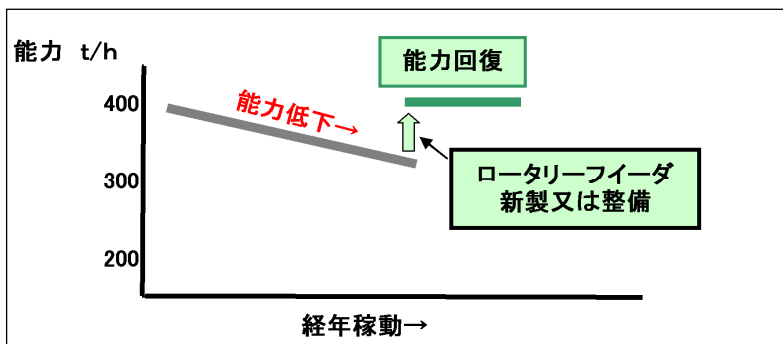 能力 t/h
能力回復
400
能力低下→
ロータリーフイーダ
新製又は整備
300
200
経年稼動→